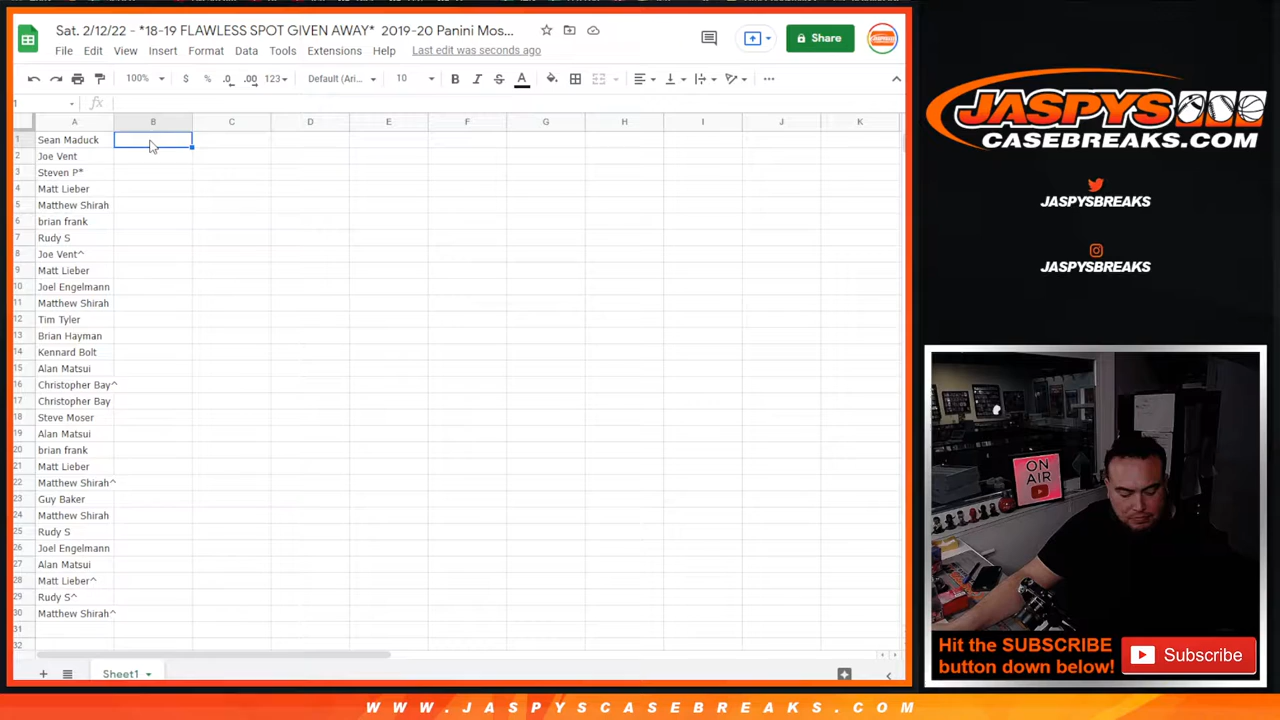 Sat. 2/12/22 - *18-19 FLAWLESS SPOT GIVEN AWAY* 2019-20 Panini Mos...
File Edit View Insert Format Data Tools Extensions Help Last edit was seconds ago
Share
100% $ % .0 .00 123 Default (Ari... 10 B I S A
1 fx
A B C D E F G H I J K
1 Sean Maduck
2 Joe Vent
3 Steven P*
4 Matt Lieber
5 Matthew Shirah
6 brian frank
7 Rudy S
8 Joe Vent^
9 Matt Lieber
10 Joel Engelmann
11 Matthew Shirah
12 Tim Tyler
13 Brian Hayman
14 Kennard Bolt
15 Alan Matsui
16 Christopher Bay^
17 Christopher Bay
18 Steve Moser
19 Alan Matsui
20 brian frank
21 Matt Lieber
22 Matthew Shirah^
23 Guy Baker
24 Matthew Shirah
25 Rudy S
26 Joel Engelmann
27 Alan Matsui
28 Matt Lieber^
29 Rudy S^
30 Matthew Shirah^
31
32
Sheet1
JASPYS
CASEBREAKS.COM
JASPYSBREAKS
JASPYSBREAKS
ON
AIR
Hit the SUBSCRIBE
button down below!
Subscribe
WWW.JASPYSCASEBREAKS.COM